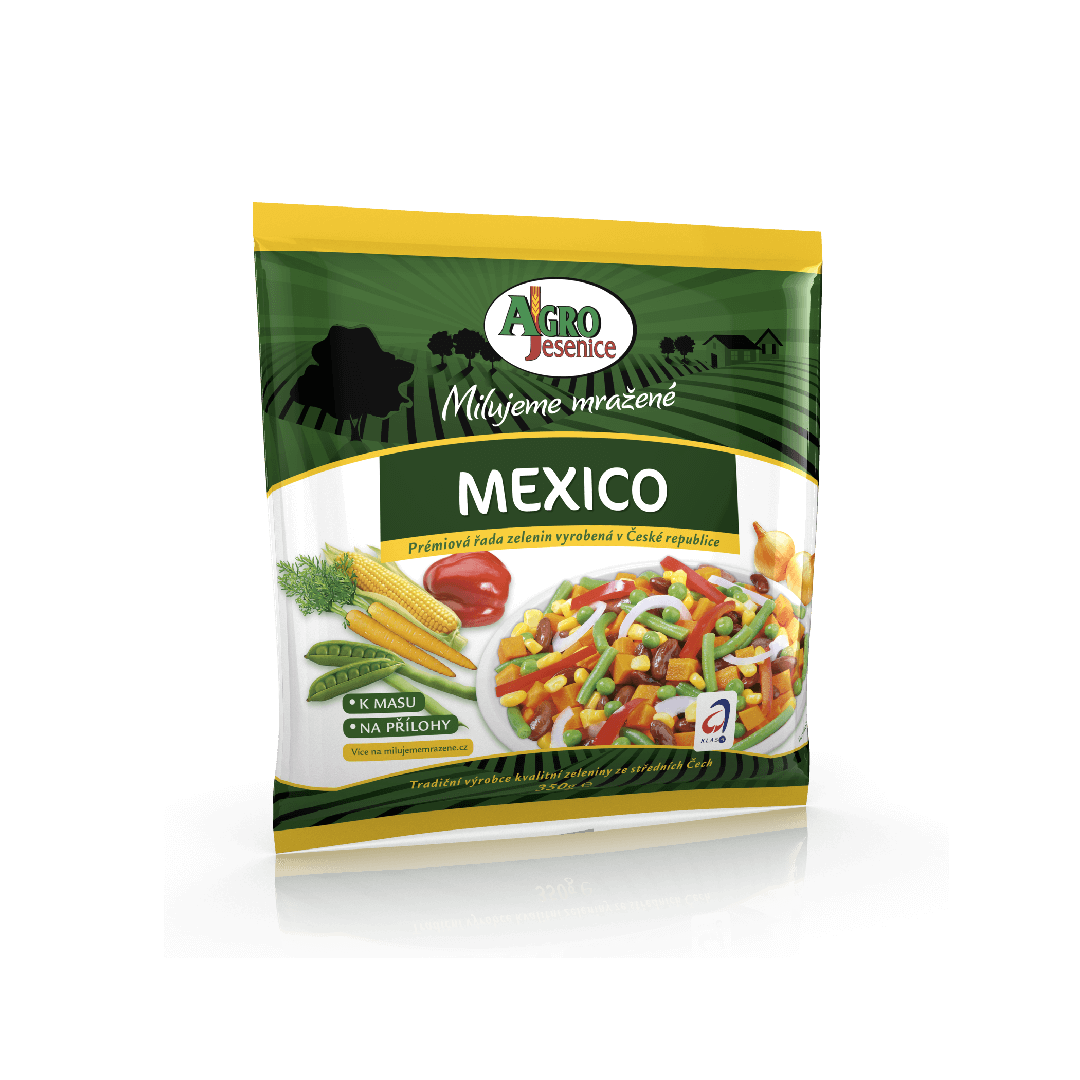 AGRO
Jesenice
Milujeme mražené
MEXICO
Prémiová řada zelenin vyrobená v České republice
• K MASU
• NA PŘÍLOHY
Více na milujememrazene.cz
KLASA
Tradiční výrobce kvalitní zeleniny ze středních Čech
350g ℮